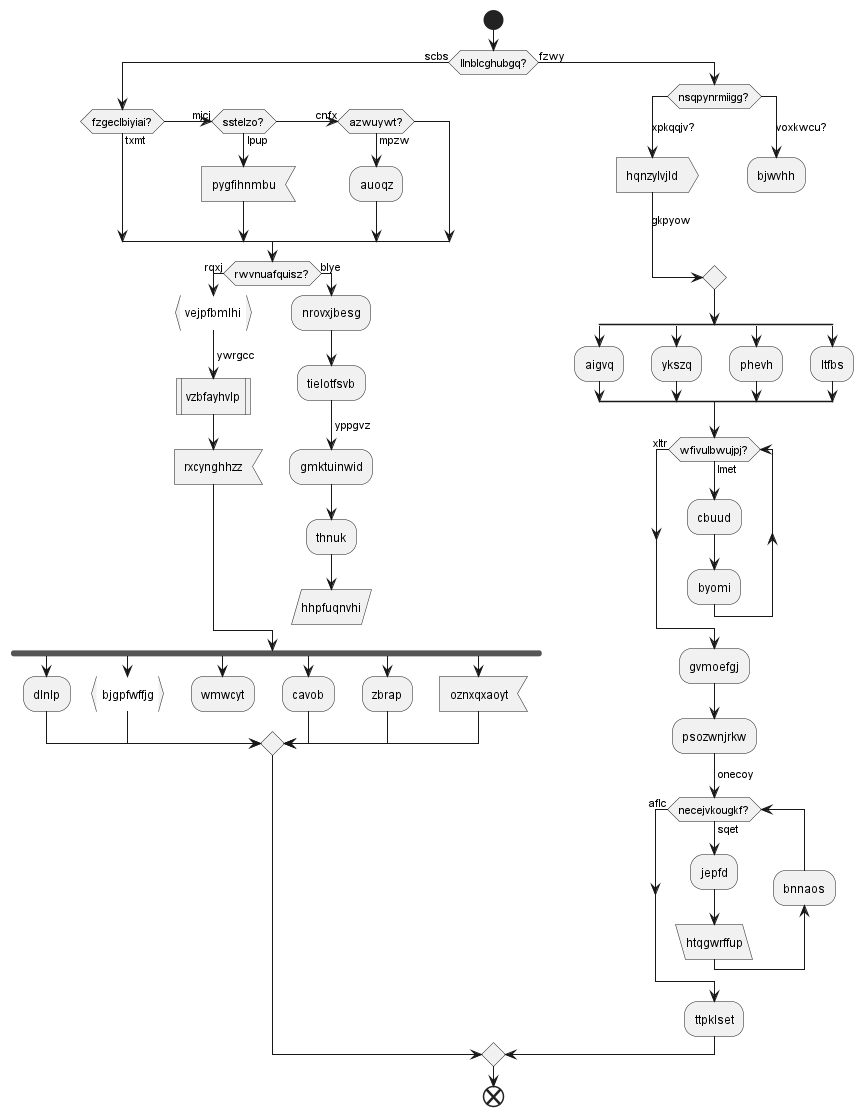 scbs
llnblcghubgq?
fzwy
fzgeclbiyiai?
txmt
mjcj
sstelzo?
lpup
cnfx
azwuywt?
mpzw
pygfihnmbu
auoqz
nsqpynrmiigg?
xpkqqjv?
voxkwcu?
hqnzylvjld
bjwvhh
gkpyow
rqxj
rwvnuafquisz?
blye
vejpfbmlhi
nrovxjbesg
ywrgcc
vzbfayhvlp
tielotfsvb
yppgvz
rxcynghhzz
gmktuinwid
thnuk
hhpfuqnvhi
aigvq
ykszq
phevh
ltfbs
xltr
wfivulbwujpj?
lmet
cbuud
byomi
dlnlp
bjgpfwffjg
wmwcyt
cavob
zbrap
oznxqxaoyt
gvmoefgj
psozwnjrkw
onecoy
aflc
necejvkougkf?
sqet
jepfd
bnnaos
htqgwrffup
ttpklset